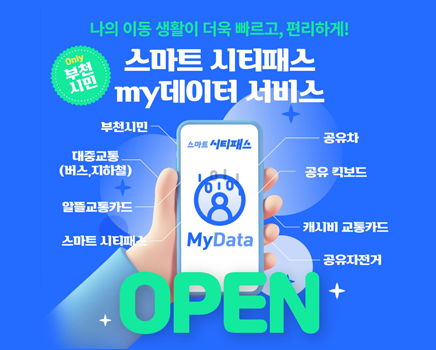 나의 이동 생활이 더욱 빠르고, 편리하게!
Only
부천
시민
스마트 시티패스
my데이터 서비스
부천시민
대중교통
(버스,지하철)
알뜰교통카드
스마트 시티패스
스마트 시티패스
MyData
공유차
공유 킥보드
캐시비 교통카드
공유자전거
OPEN